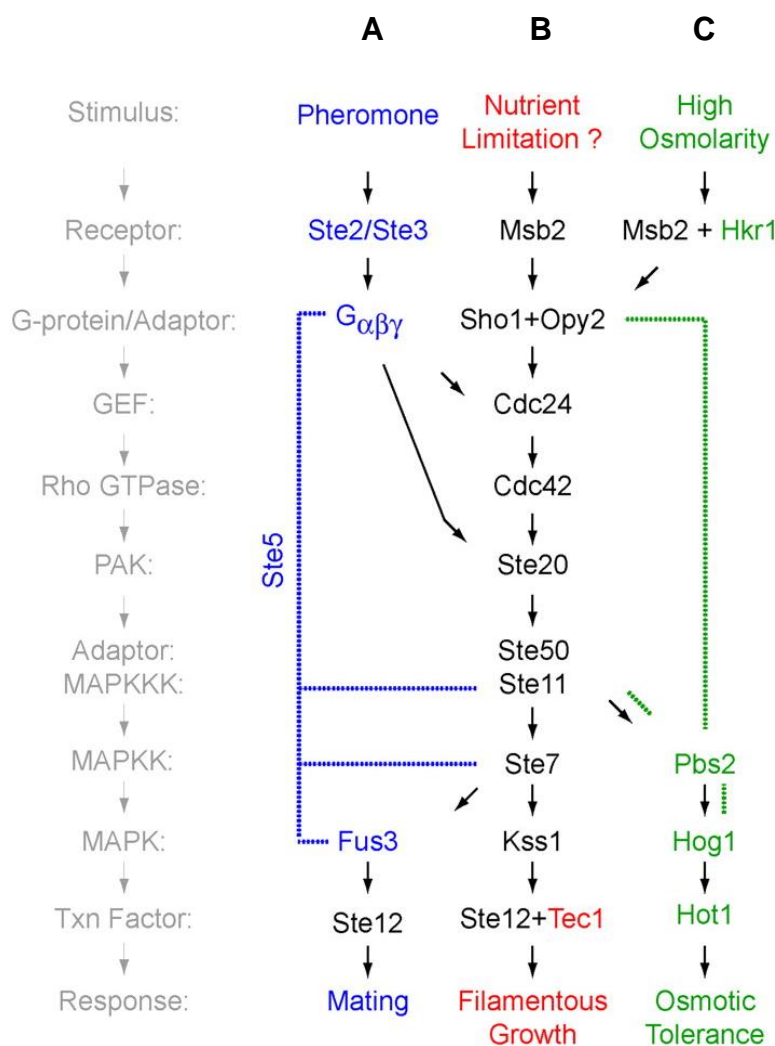 A B C
Stimulus: Pheromone Nutrient Limitation ? High Osmolarity
Receptor: Ste2/Ste3 Msb2 Msb2 + Hkr1
G-protein/Adaptor: Gαβγ Sho1+Opy2
GEF: Cdc24
Rho GTPase: Cdc42
Ste5
PAK: Ste20
Adaptor: Ste50
MAPKKK: Ste11
MAPKK: Ste7 Pbs2
MAPK: Fus3 Kss1 Hog1
Txn Factor: Ste12 Ste12+Tec1 Hot1
Response: Mating Filamentous Growth Osmotic Tolerance